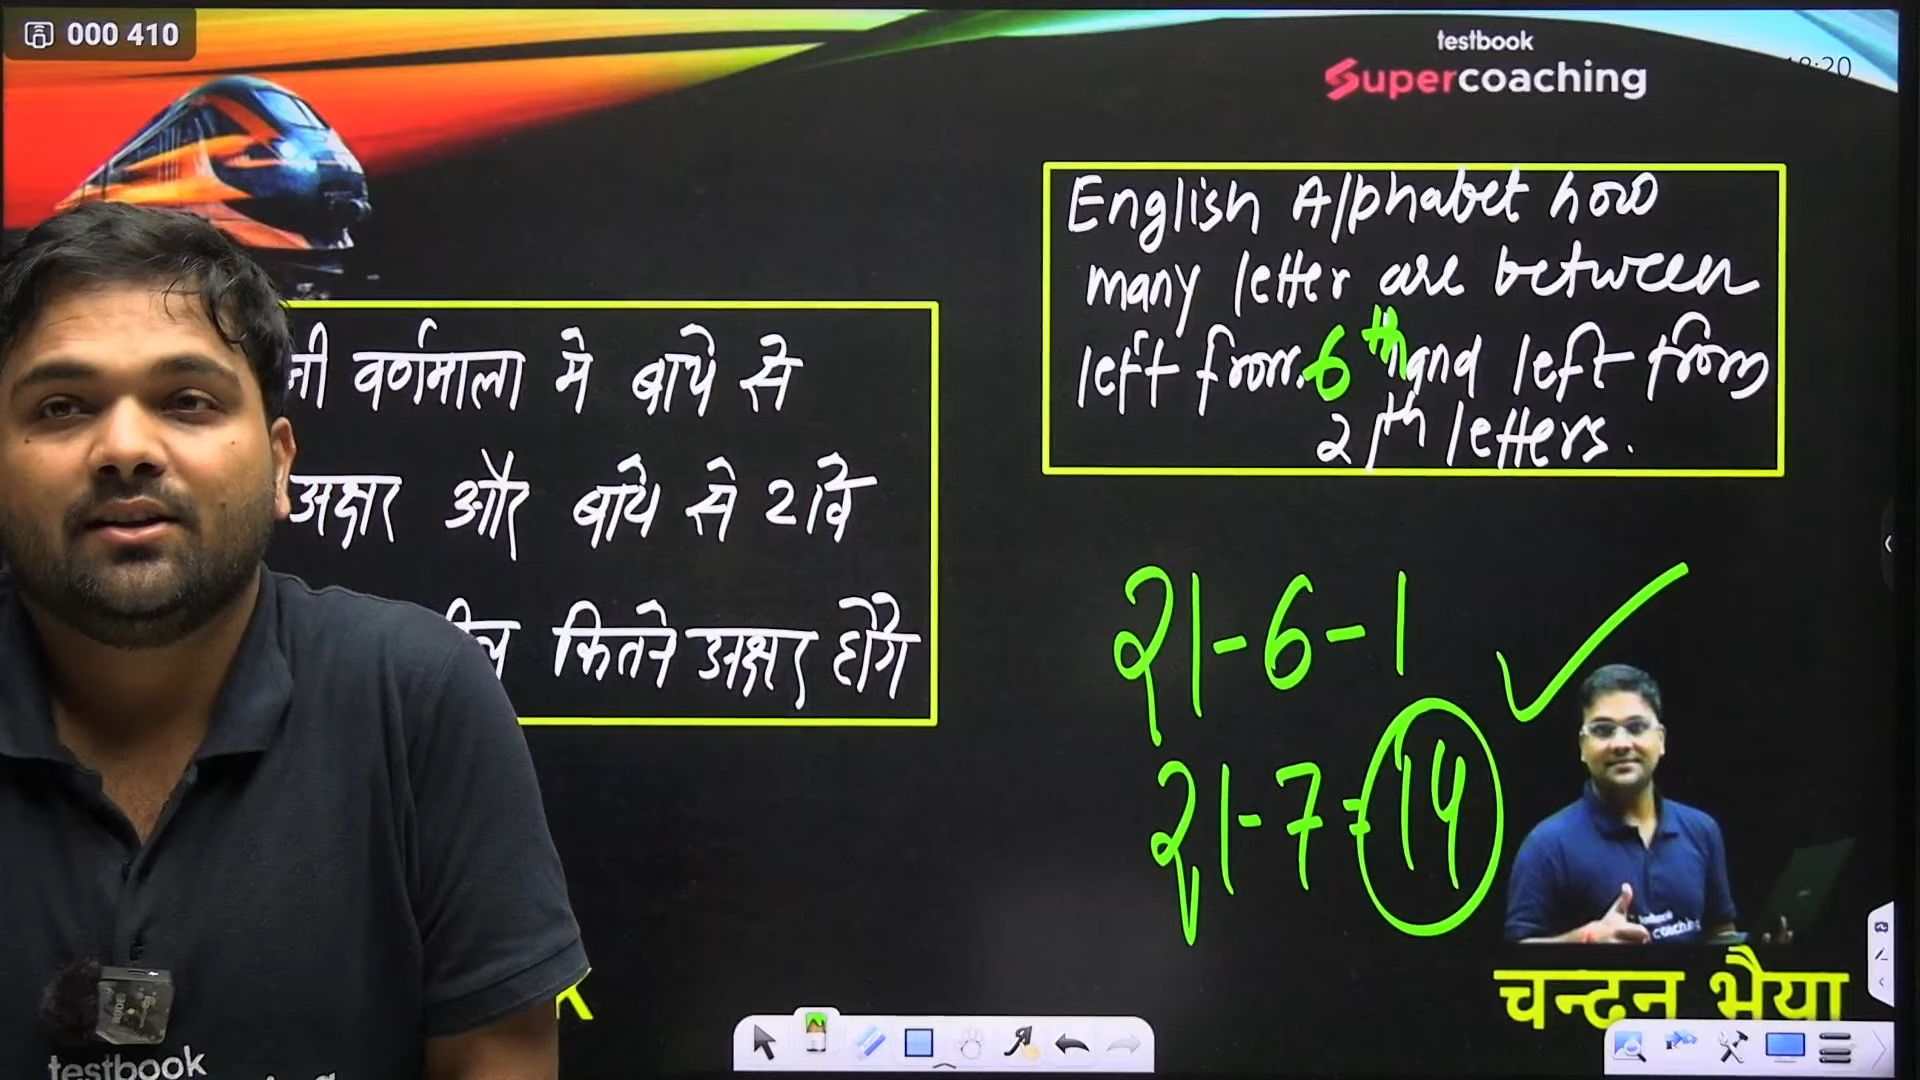 000 410
testbook
Supercoaching
English Alphabet how
many letter are between
left from 6th and left from
21th letters.
नी वर्णमाला मे बाये से
अक्षर और बांये से 21वे
कितने अक्षर होंगे
21-6-1
21-7=14
चन्दन भैया
testbook